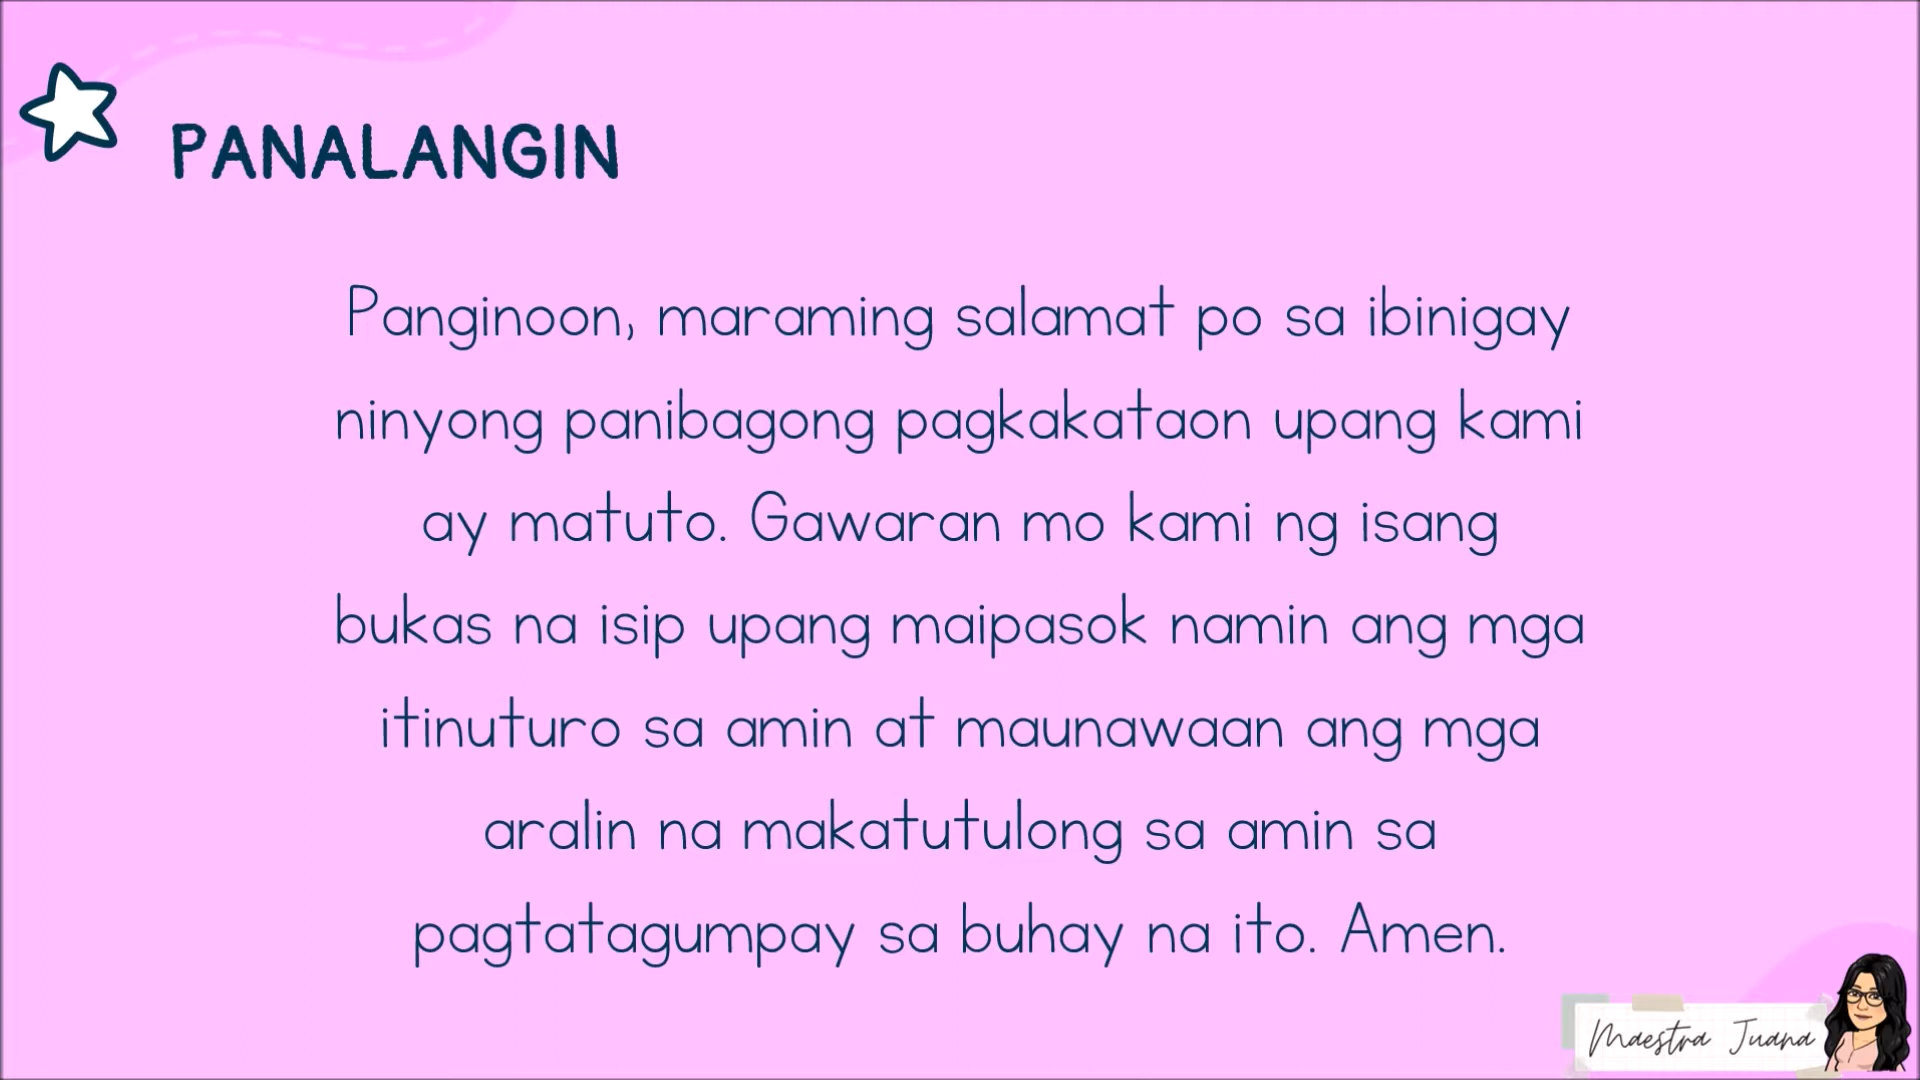 PANALANGIN
Panginoon, maraming salamat po sa ibinigay
ninyong panibagong pagkakataon upang kami
ay matuto. Gawaran mo kami ng isang
bukas na isip upang maipasok namin ang mga
itinuturo sa amin at maunawaan ang mga
aralin na makatutulong sa amin sa
pagtatagumpay sa buhay na ito. Amen.
Maestra Juana